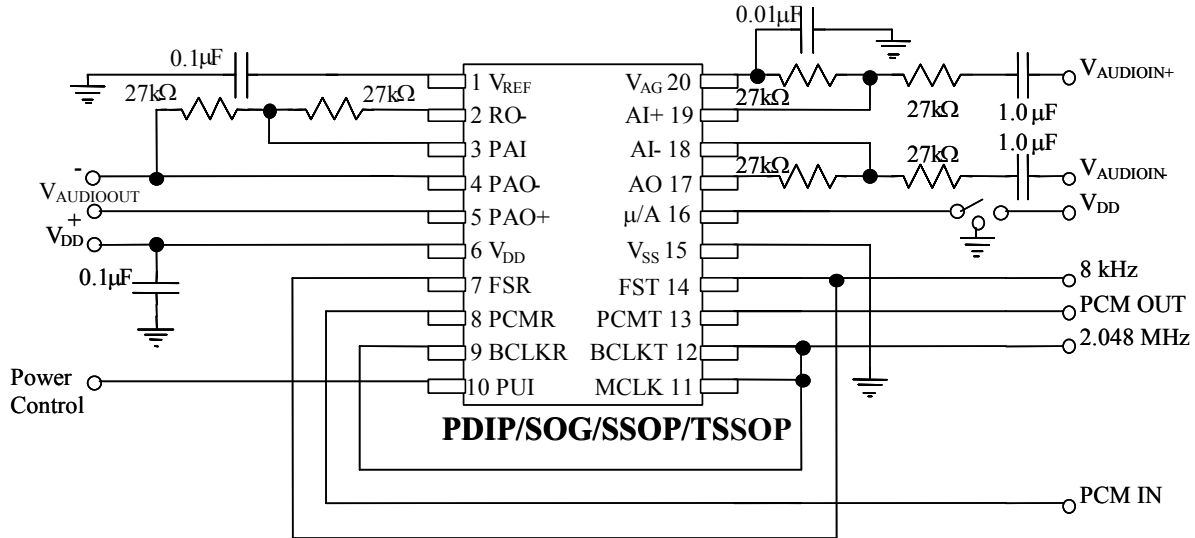 0.01μF
0.1μF
27kΩ
27kΩ
1 VREF
2 RO-
3 PAI
4 PAO-
5 PAO+
6 VDD
7 FSR
8 PCMR
9 BCLKR
10 PUI
VAG 20
AI+ 19
AI- 18
AO 17
μ/A 16
VSS 15
FST 14
PCMT 13
BCLKT 12
MCLK 11
27kΩ
27kΩ
1.0 μF
VAUDIOIN+
27kΩ
27kΩ
1.0 μF
VAUDIOIN-
VDD
-
VAUDIOOUT
+
VDD
0.1μF
8 kHz
PCM OUT
2.048 MHz
Power
Control
PDIP/SOG/SSOP/TSSOP
PCM IN